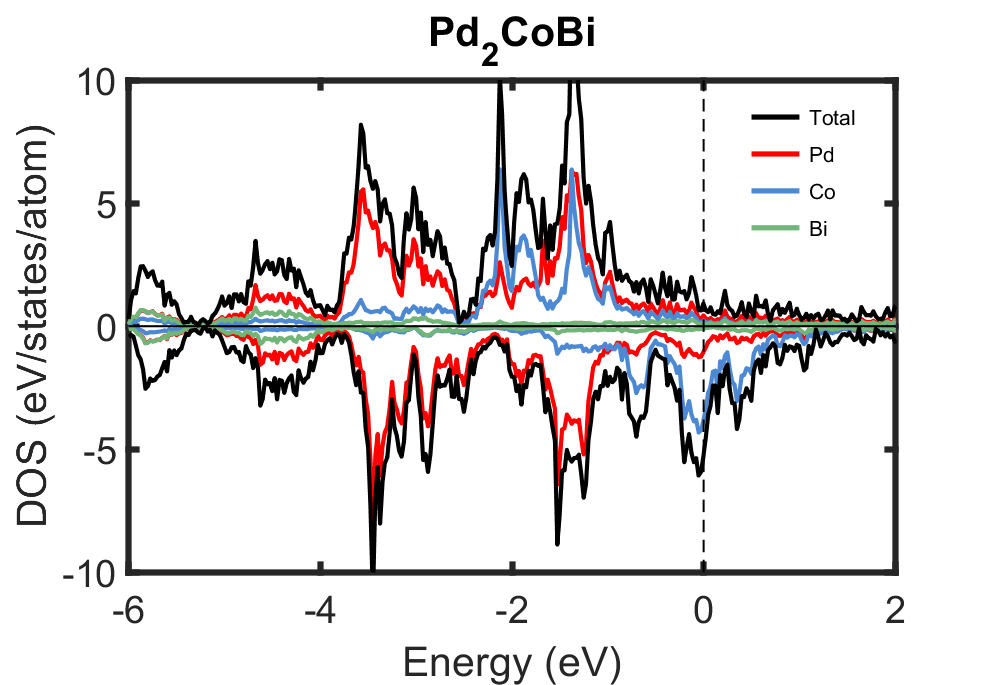 Pd₂CoBi
10
5
0
-5
-10
DOS (eV/states/atom)
Total
Pd
Co
Bi
-6
-4
-2
0
2
Energy (eV)